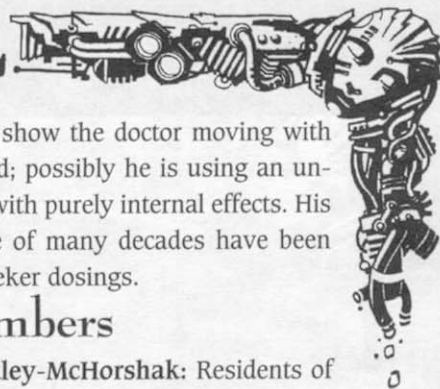 show the doctor moving with
d; possibly he is using an un-
with purely internal effects. His
e of many decades have been
eker dosings.
mbers
ley-McHorshak: Residents of